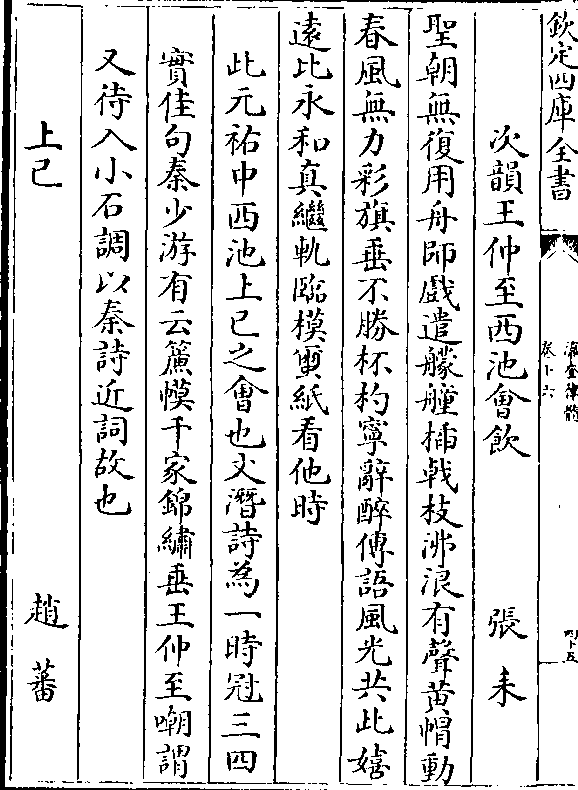 欽定四庫全書
瀛奎律髓
卷十六
四十五
次韻王仲至西池會飲
張耒
聖朝無復用舟師戲遣艨艟揷戟枝沸浪有聲黃帽動
春風無力彩旗垂不勝杯杓寧辭醉傳語風光共此嬉
遠比永和真繼軌臨模𠕅紙看他時
此元祐中西池上巳之㑹也文潛詩為一時冠三四
實佳句秦少游有云簾幙千家錦繡垂王仲至嘲謂
又待入小石調以秦詩近詞故也
上巳
趙蕃